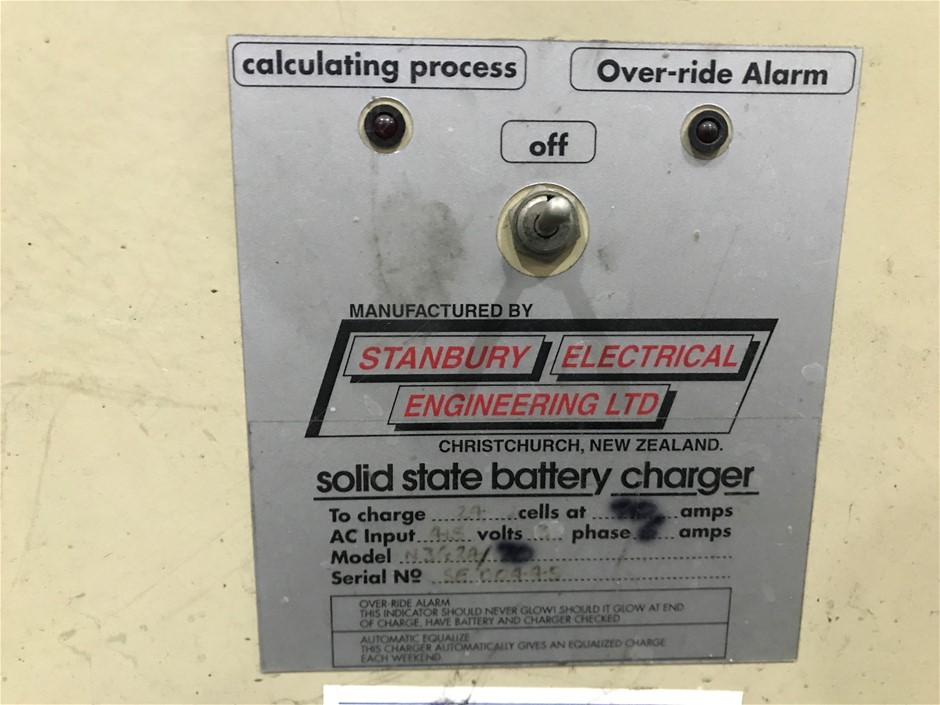 calculating process
Over-ride Alarm
off
MANUFACTURED BY
STANBURY ELECTRICAL
ENGINEERING LTD
CHRISTCHURCH, NEW ZEALAND.
solid state battery charger
To charge 24 cells at amps
AC Input 415 volts 3 phase amps
Model
Serial Nº
OVER-RIDE ALARM
THIS INDICATOR SHOULD NEVER GLOW! SHOULD IT GLOW AT END
OF CHARGE, HAVE BATTERY AND CHARGER CHECKED
AUTOMATIC EQUALIZE
THIS CHARGER AUTOMATICALLY GIVES AN EQUALIZED CHARGE
EACH WEEKEND.